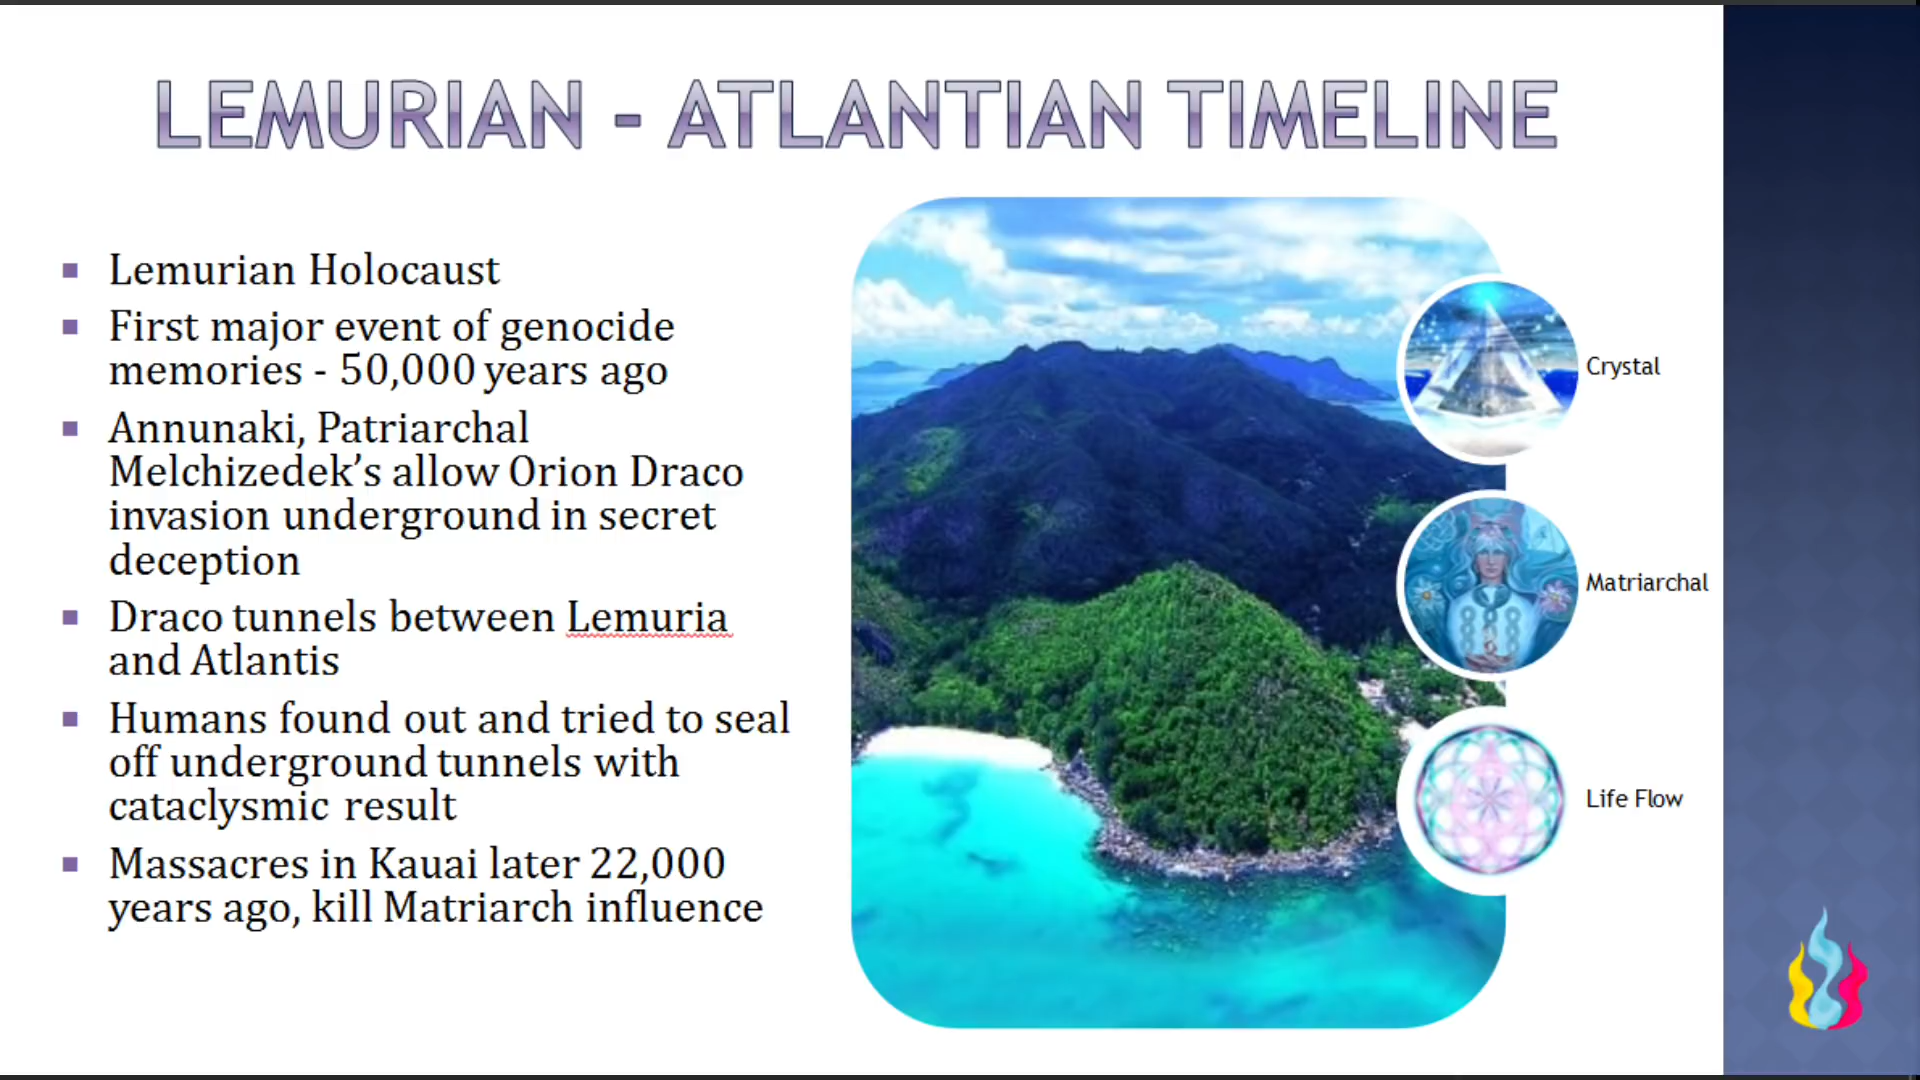 LEMURIAN - ATLANTIAN TIMELINE
Lemurian Holocaust
First major event of genocide
memories - 50,000 years ago
Annunaki, Patriarchal
Melchizedek’s allow Orion Draco
invasion underground in secret
deception
Draco tunnels between Lemuria
and Atlantis
Humans found out and tried to seal
off underground tunnels with
cataclysmic result
Massacres in Kauai later 22,000
years ago, kill Matriarch influence
Crystal
Matriarchal
Life Flow